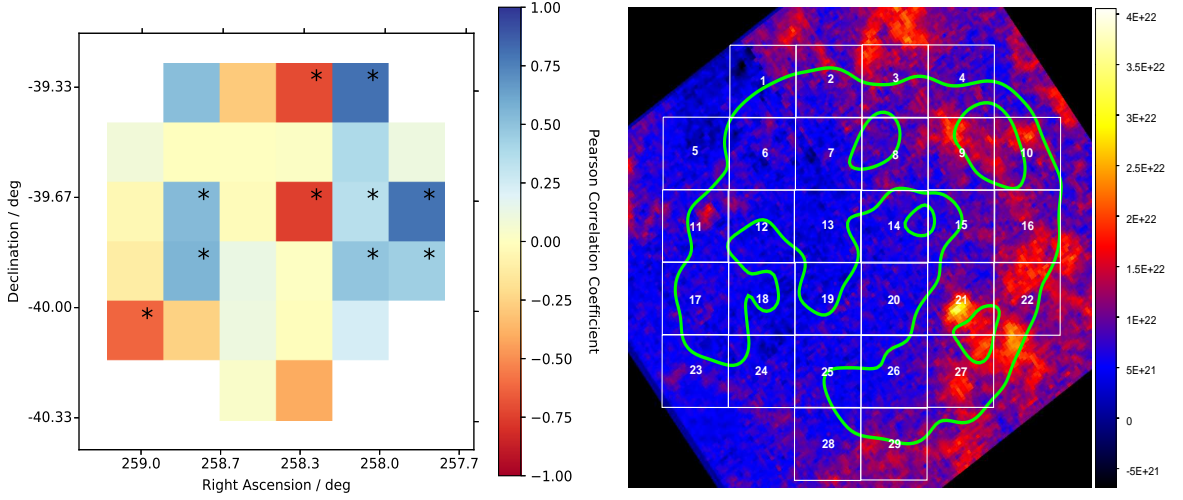 -39.33
-39.67
-40.00
-40.33
Declination / deg
259.0 258.7 258.3 258.0 257.7
Right Ascension / deg
* *
* * *
* * *
*
1.00
0.75
0.50
0.25
0.00
−0.25
−0.50
−0.75
−1.00
Pearson Correlation Coefficient
1 2 3 4
5 6 7 8 9 10
11 12 13 14 15 16
17 18 19 20 21 22
23 24 25 26 27
28 29
4E+22
3.5E+22
3E+22
2.5E+22
2E+22
1.5E+22
1E+22
5E+21
0
-5E+21